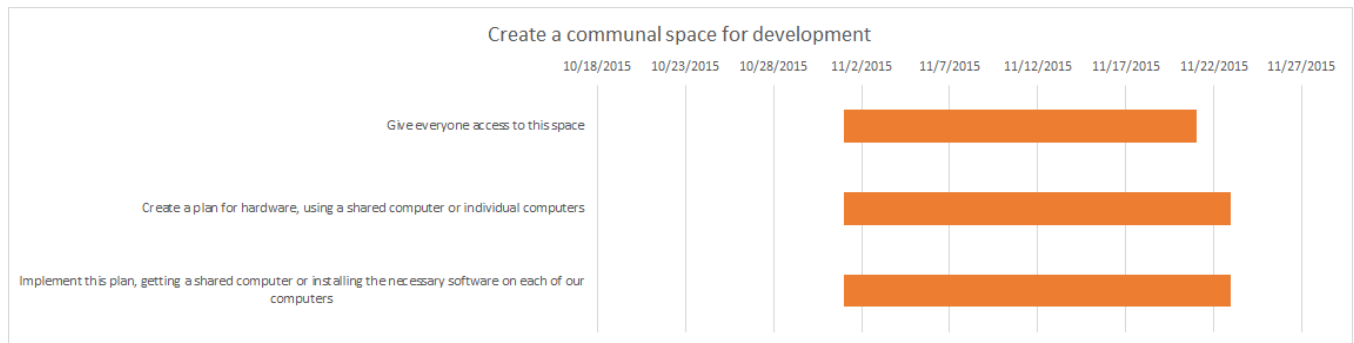 Create a communal space for development
10/18/2015 10/23/2015 10/28/2015 11/2/2015 11/7/2015 11/12/2015 11/17/2015 11/22/2015 11/27/2015
Give everyone access to this space
Create a plan for hardware, using a shared computer or individual computers
Implement this plan, getting a shared computer or installing the necessary software on each of our
computers